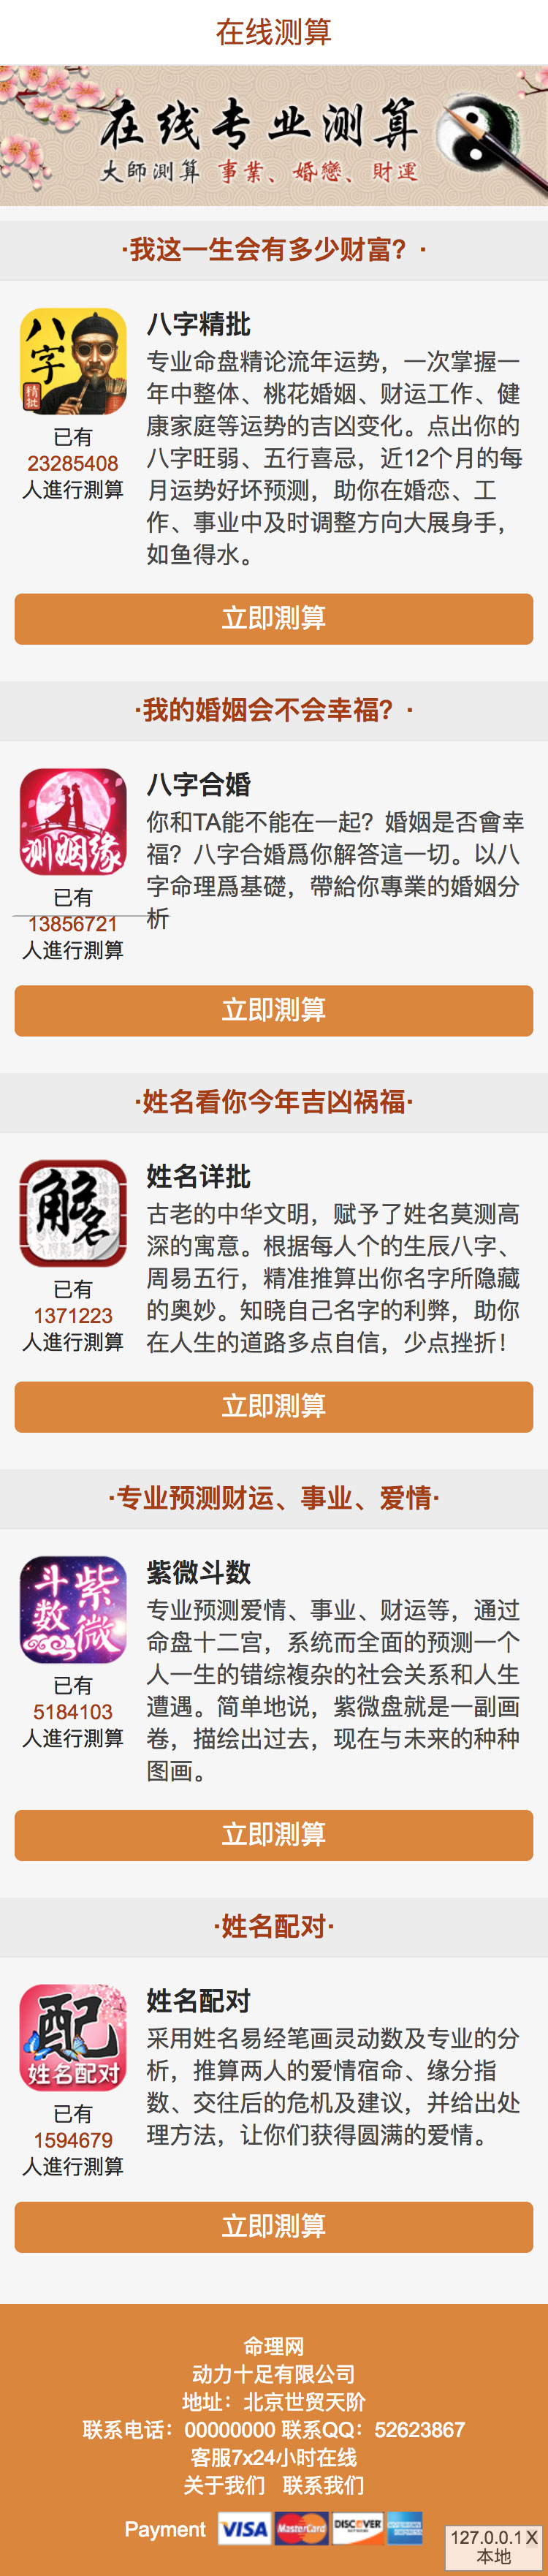 在线测算
在线专业测算
大師測算 事業、婚戀、財運
·我这一生会有多少财富？·
八字
精批
八字精批
专业命盘精论流年运势，一次掌握一
年中整体、桃花婚姻、财运工作、健
康家庭等运势的吉凶变化。点出你的
八字旺弱、五行喜忌，近12个月的每
月运势好坏预测，助你在婚恋、工
作、事业中及时调整方向大展身手，
如鱼得水。
已有
23285408
人進行測算
立即测算
·我的婚姻会不会幸福？·
测姻缘
八字合婚
你和TA能不能在一起？婚姻是否會幸
福？八字合婚爲你解答這一切。以八
字命理爲基礎，帶給你專業的婚姻分
析
已有
13856721
人進行測算
立即测算
·姓名看你今年吉凶祸福·
解名
姓名详批
古老的中华文明，赋予了姓名莫测高
深的寓意。根据每人个的生辰八字、
周易五行，精准推算出你名字所隐藏
的奥妙。知晓自己名字的利弊，助你
在人生的道路多点自信，少点挫折！
已有
1371223
人進行測算
立即测算
·专业预测财运、事业、爱情·
紫微
斗数
紫微斗数
专业预测爱情、事业、财运等，通过
命盘十二宫，系统而全面的预测一个
人一生的错综複杂的社会关系和人生
遭遇。简单地说，紫微盘就是一副画
卷，描绘出过去，现在与未来的种种
图画。
已有
5184103
人進行測算
立即测算
·姓名配对·
配
姓名配对
姓名配对
采用姓名易经笔画灵动数及专业的分
析，推算两人的爱情宿命、缘分指
数、交往后的危机及建议，并给出处
理方法，让你们获得圆满的爱情。
已有
1594679
人進行測算
立即测算
命理网
动力十足有限公司
地址：北京世贸天阶
联系电话：00000000 联系QQ：52623867
客服7x24小时在线
关于我们 联系我们
Payment VISA MasterCard DISCOVER
127.0.0.1 X
本地